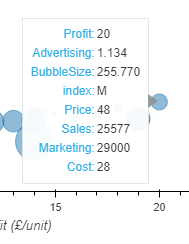 Profit: 20
Advertising: 1.134
BubbleSize: 255.770
index: M
Price: 48
Sales: 25577
Marketing: 29000
Cost: 28
15 20
it (£/unit)